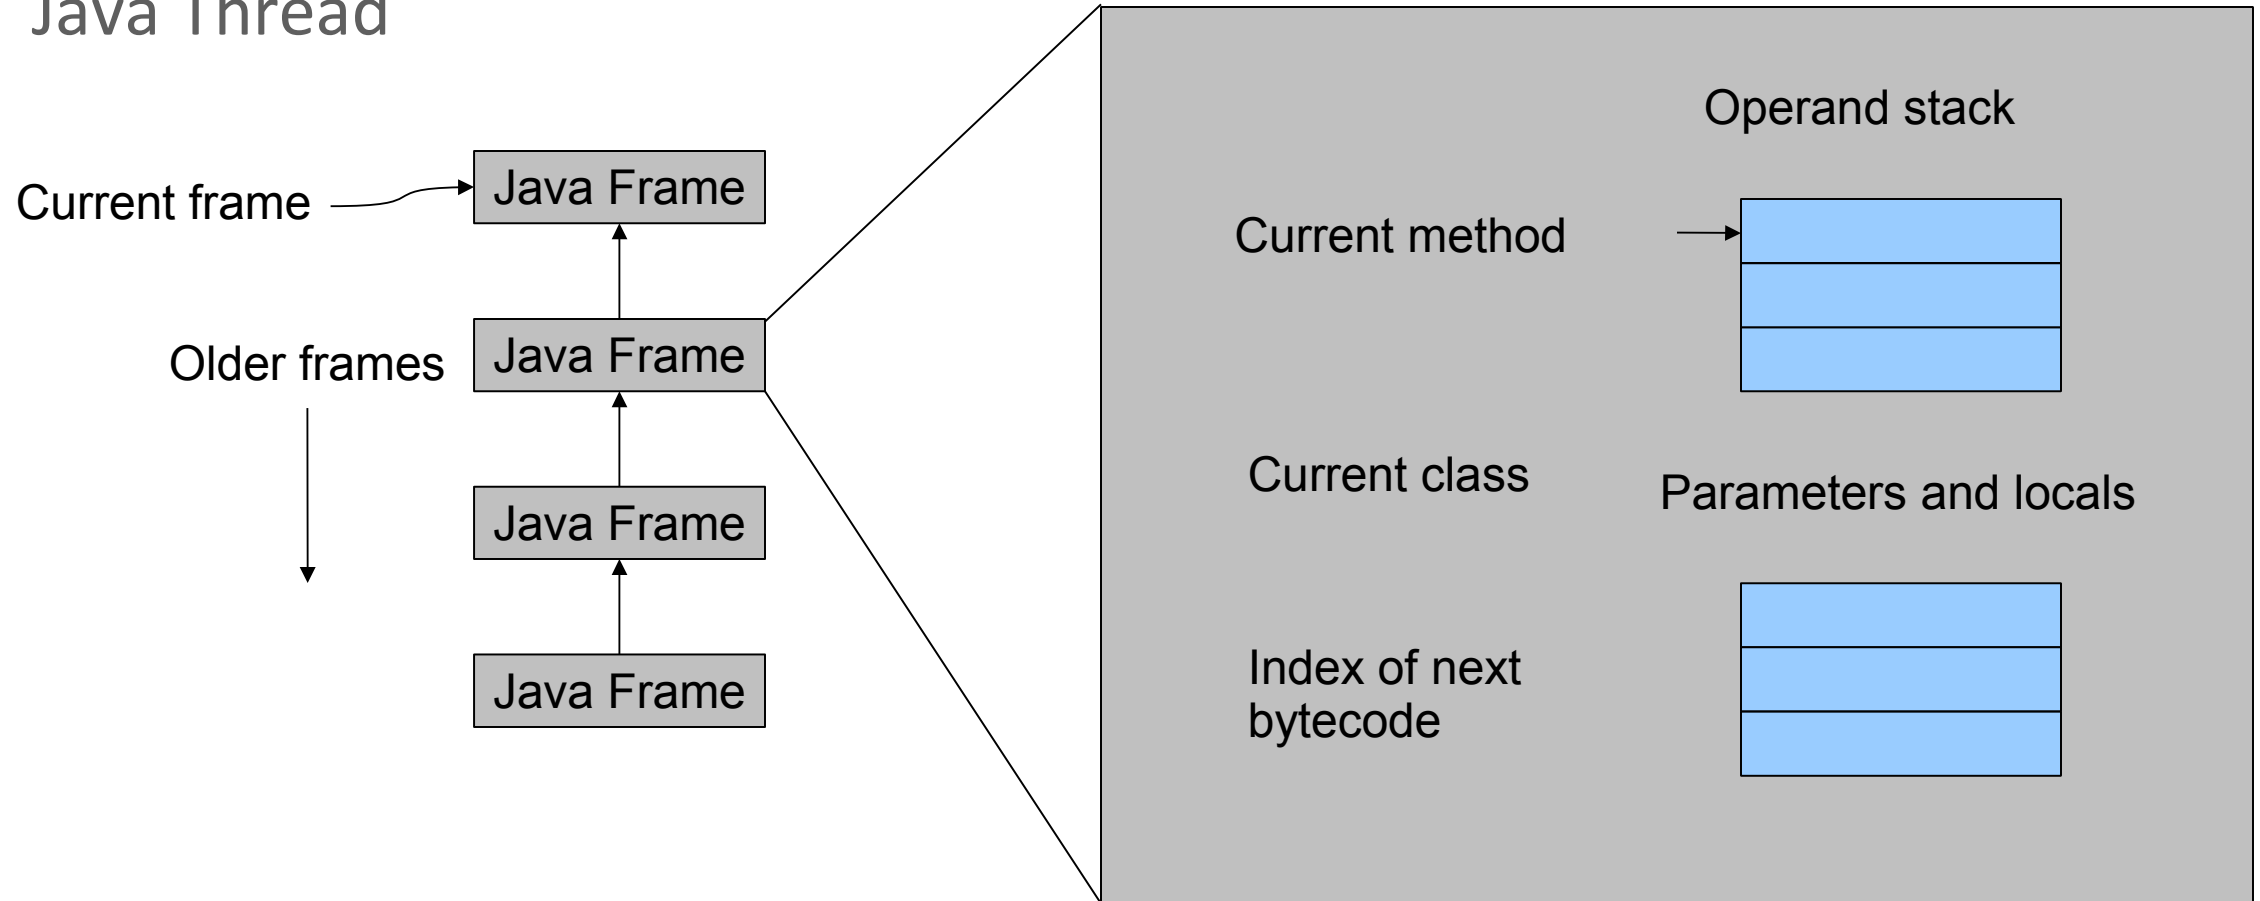 Java Thread
Current frame
Java Frame
Older frames
Java Frame
Java Frame
Java Frame
Operand stack
Current method
Current class
Parameters and locals
Index of next
bytecode